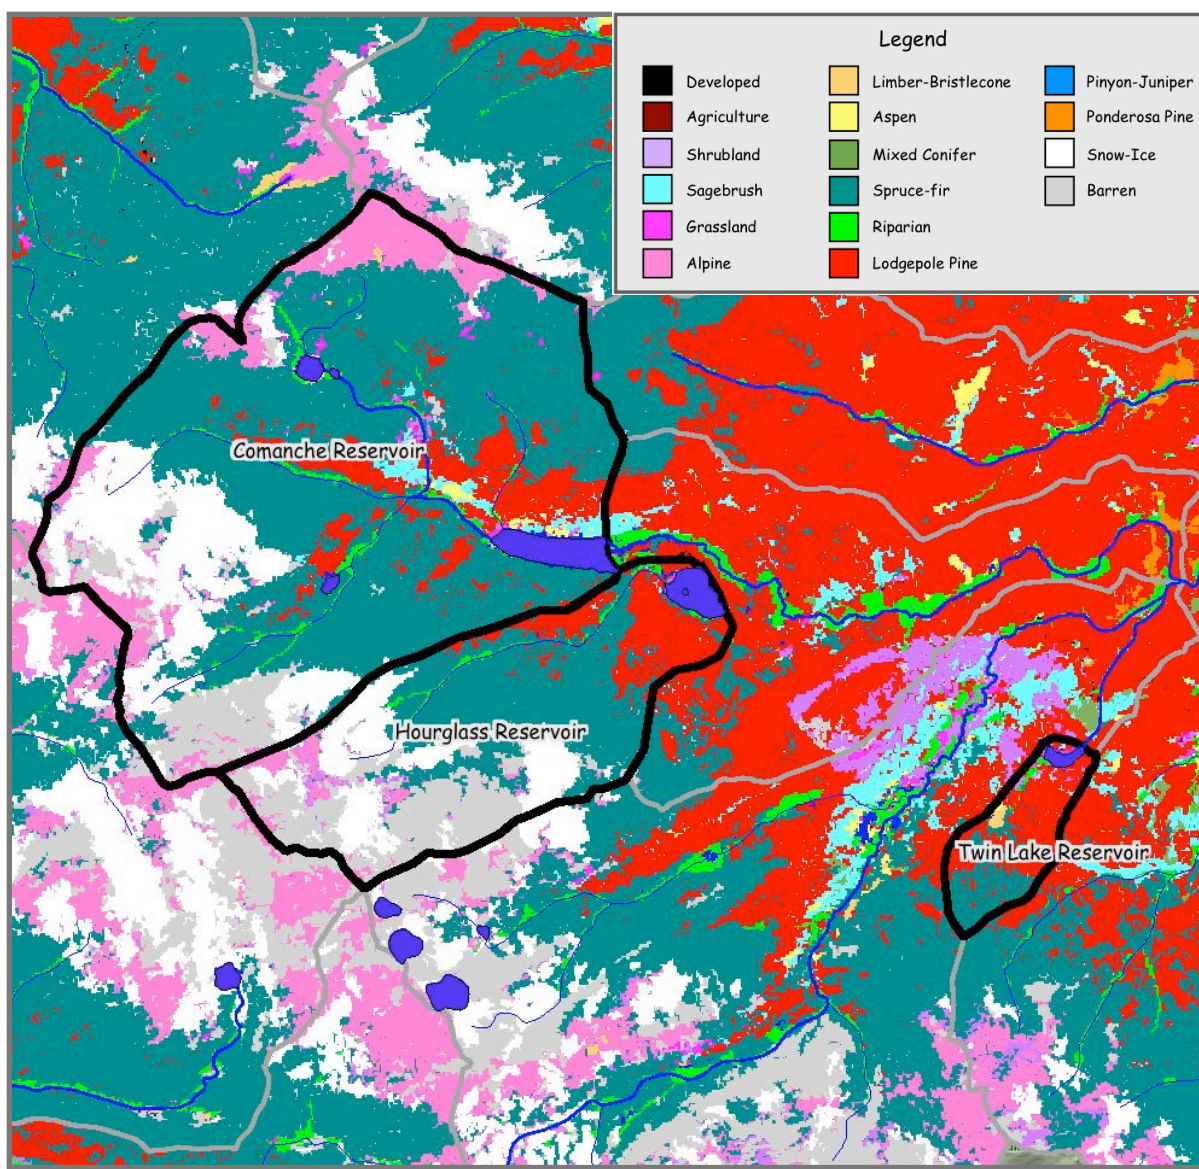 Legend
Developed
Agriculture
Shrubland
Sagebrush
Grassland
Alpine
Limber-Bristlecone
Aspen
Mixed Conifer
Spruce-fir
Riparian
Lodgepole Pine
Pinyon-Juniper
Ponderosa Pine
Snow-Ice
Barren
Comanche Reservoir
Hourglass Reservoir
Twin Lake Reservoir